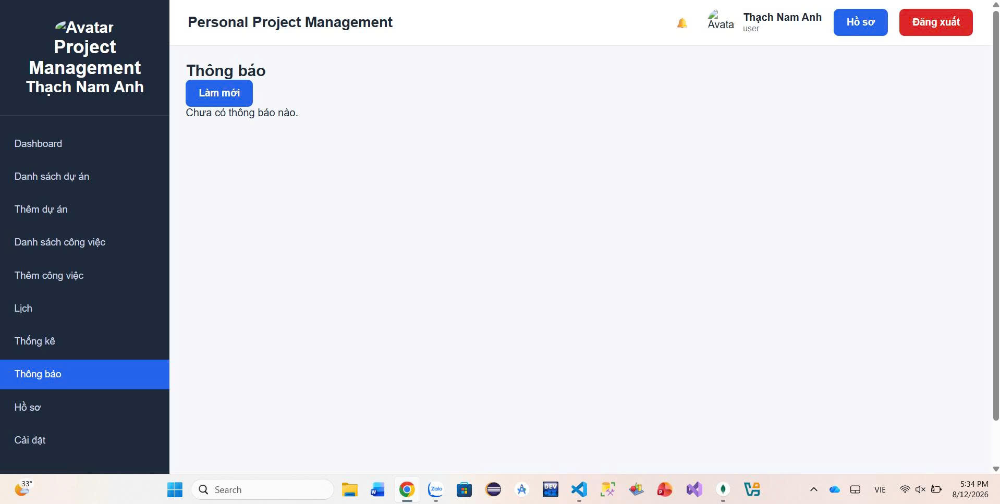 Avatar
Project
Management
Thạch Nam Anh
Dashboard
Danh sách dự án
Thêm dự án
Danh sách công việc
Thêm công việc
Lịch
Thống kê
Thông báo
Hồ sơ
Cài đặt
Personal Project Management
Avata
Thạch Nam Anh
user
Hồ sơ
Đăng xuất
Thông báo
Làm mới
Chưa có thông báo nào.
33°
Search
W
Zalo
DEV
C++
P
VIE
5:34 PM
8/12/2026